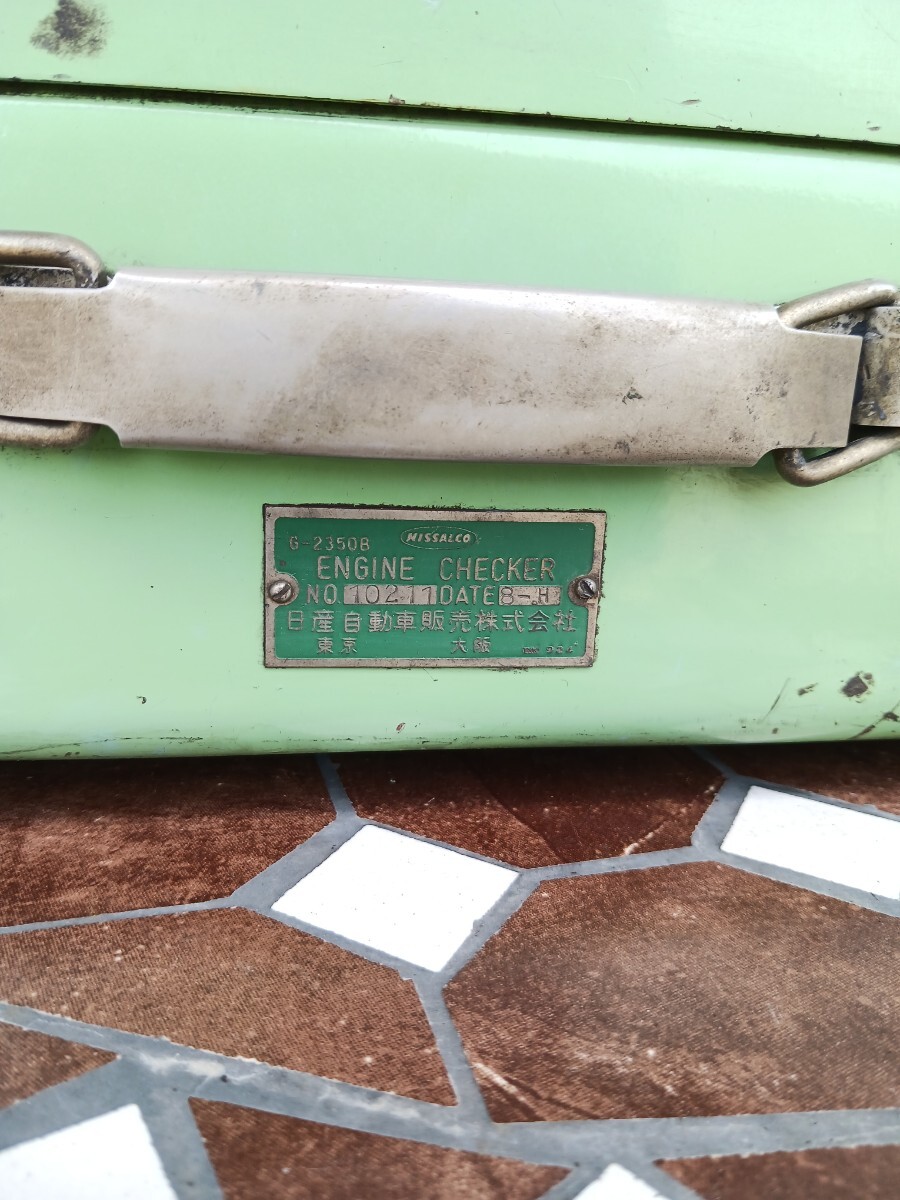 G-2350B NISSALCO
ENGINE CHECKER
NO. 10211 DATE 8-H
日産自動車販売株式会社
東京 大阪